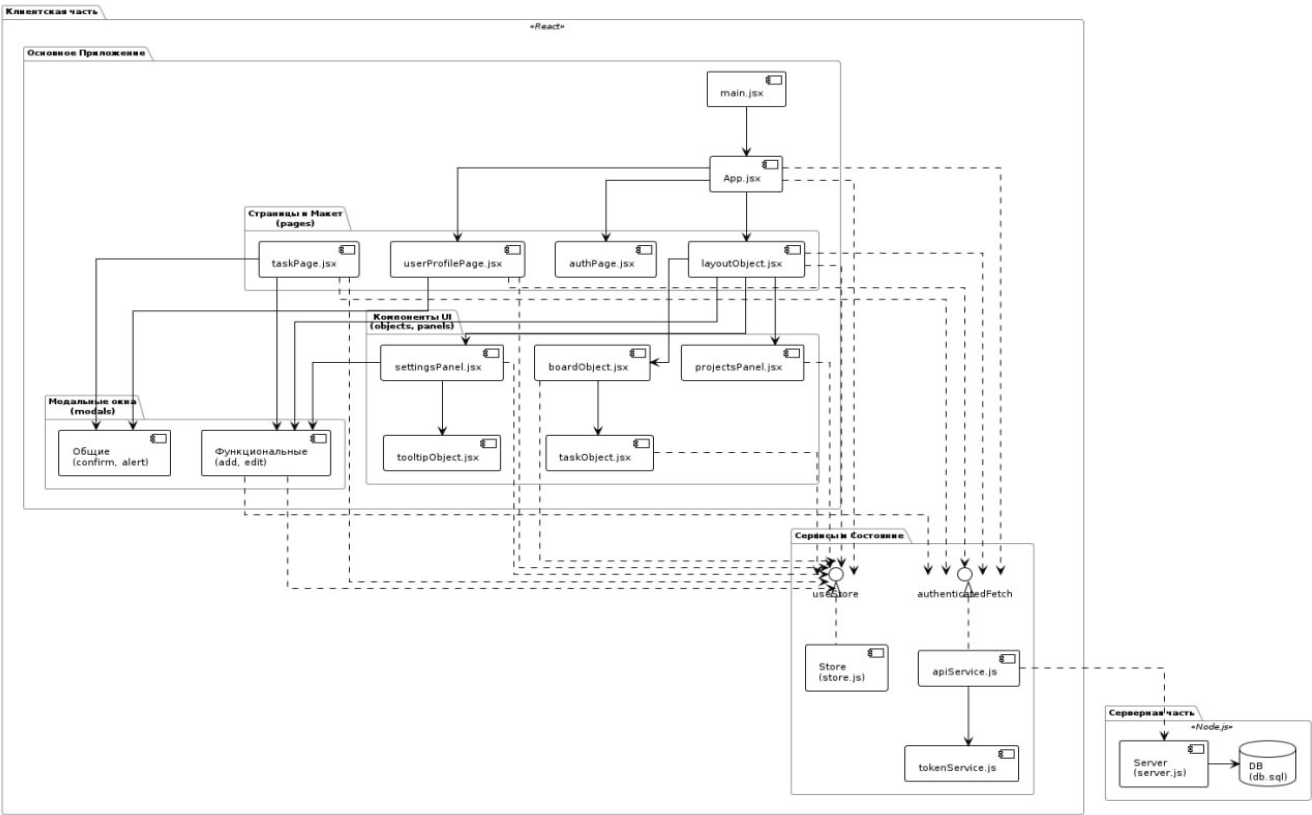 Клиентская часть
«React»
Основное Приложение
main.jsx
App.jsx
Страницы и Макет
(pages)
taskPage.jsx
userProfilePage.jsx
authPage.jsx
layoutObject.jsx
Компоненты UI
(objects, panels)
settingsPanel.jsx
boardObject.jsx
projectsPanel.jsx
Модальные окна
(modals)
Общие
(confirm, alert)
Функциональные
(add, edit)
tooltipObject.jsx
taskObject.jsx
Сервисы и Состояние
useStore
authenticatedFetch
Store
(store.js)
apiService.js
tokenService.js
Серверная часть
«Node.js»
Server
(server.js)
DB
(db.sql)